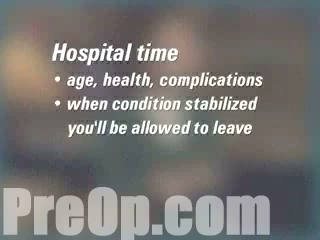 Hospital time
• age, health, complications
• when condition stabilized
you'll be allowed to leave
PreOp.com